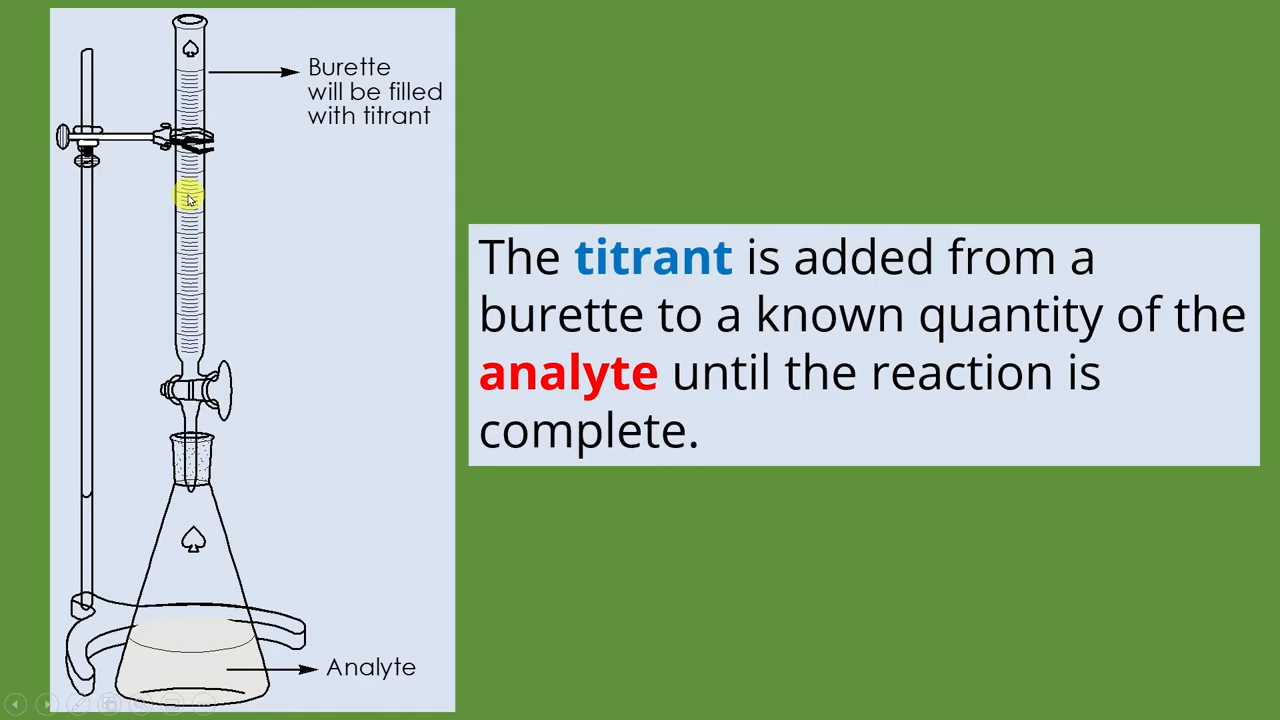 Burette
will be filled
with titrant
The titrant is added from a
burette to a known quantity of the
analyte until the reaction is
complete.
Analyte